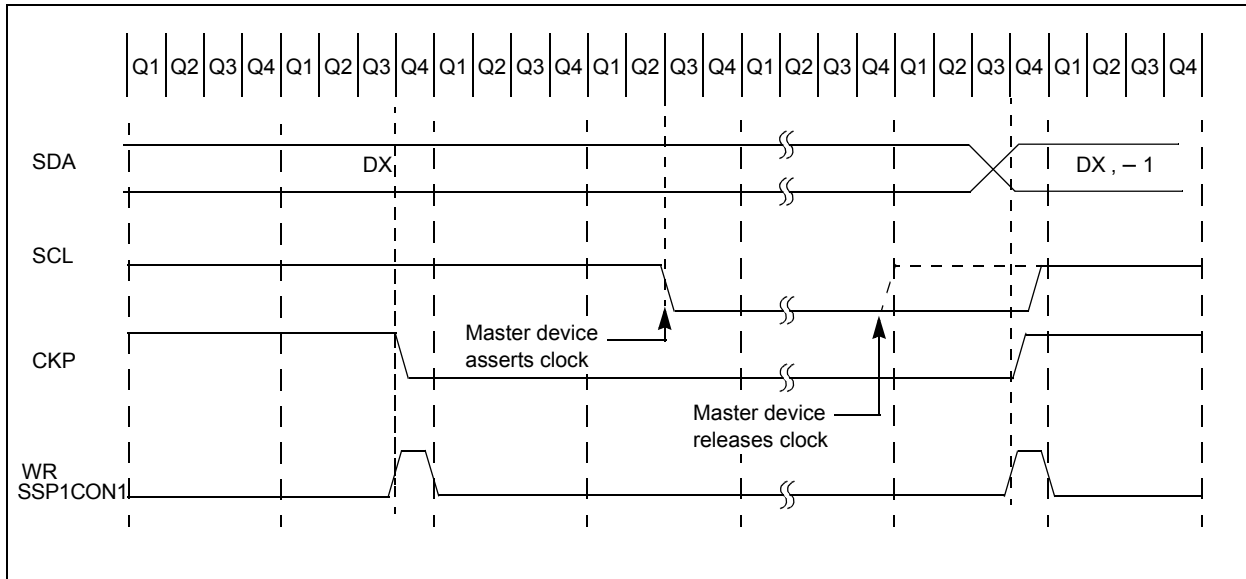 Q1 Q2 Q3 Q4 Q1 Q2 Q3 Q4 Q1 Q2 Q3 Q4 Q1 Q2 Q3 Q4 Q1 Q2 Q3 Q4 Q1 Q2 Q3 Q4 Q1 Q2 Q3 Q4
SDA
DX
DX , – 1
SCL
Master device
asserts clock
CKP
Master device
releases clock
WR
SSP1CON1